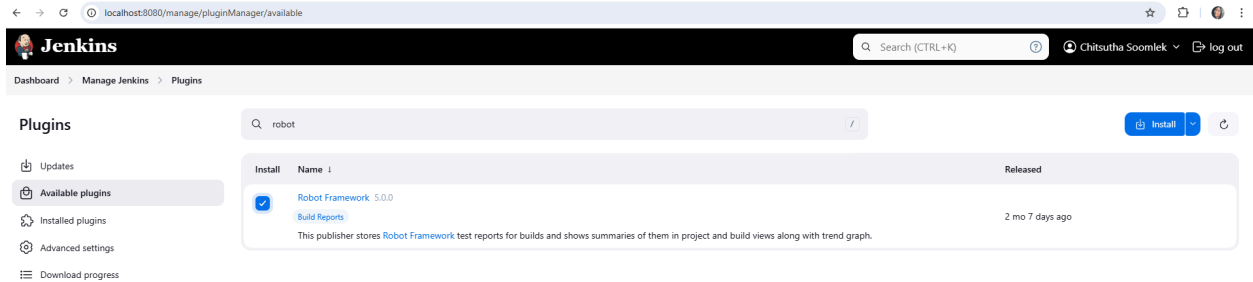 localhost:8080/manage/pluginManager/available
Jenkins
Search (CTRL+K)
?
Chitsutha Soomlek
log out
Dashboard > Manage Jenkins > Plugins
Plugins
robot
/
Install
Updates
Available plugins
Installed plugins
Advanced settings
Download progress
Install Name ↓ Released
Robot Framework 5.0.0
Build Reports
2 mo 7 days ago
This publisher stores Robot Framework test reports for builds and shows summaries of them in project and build views along with trend graph.